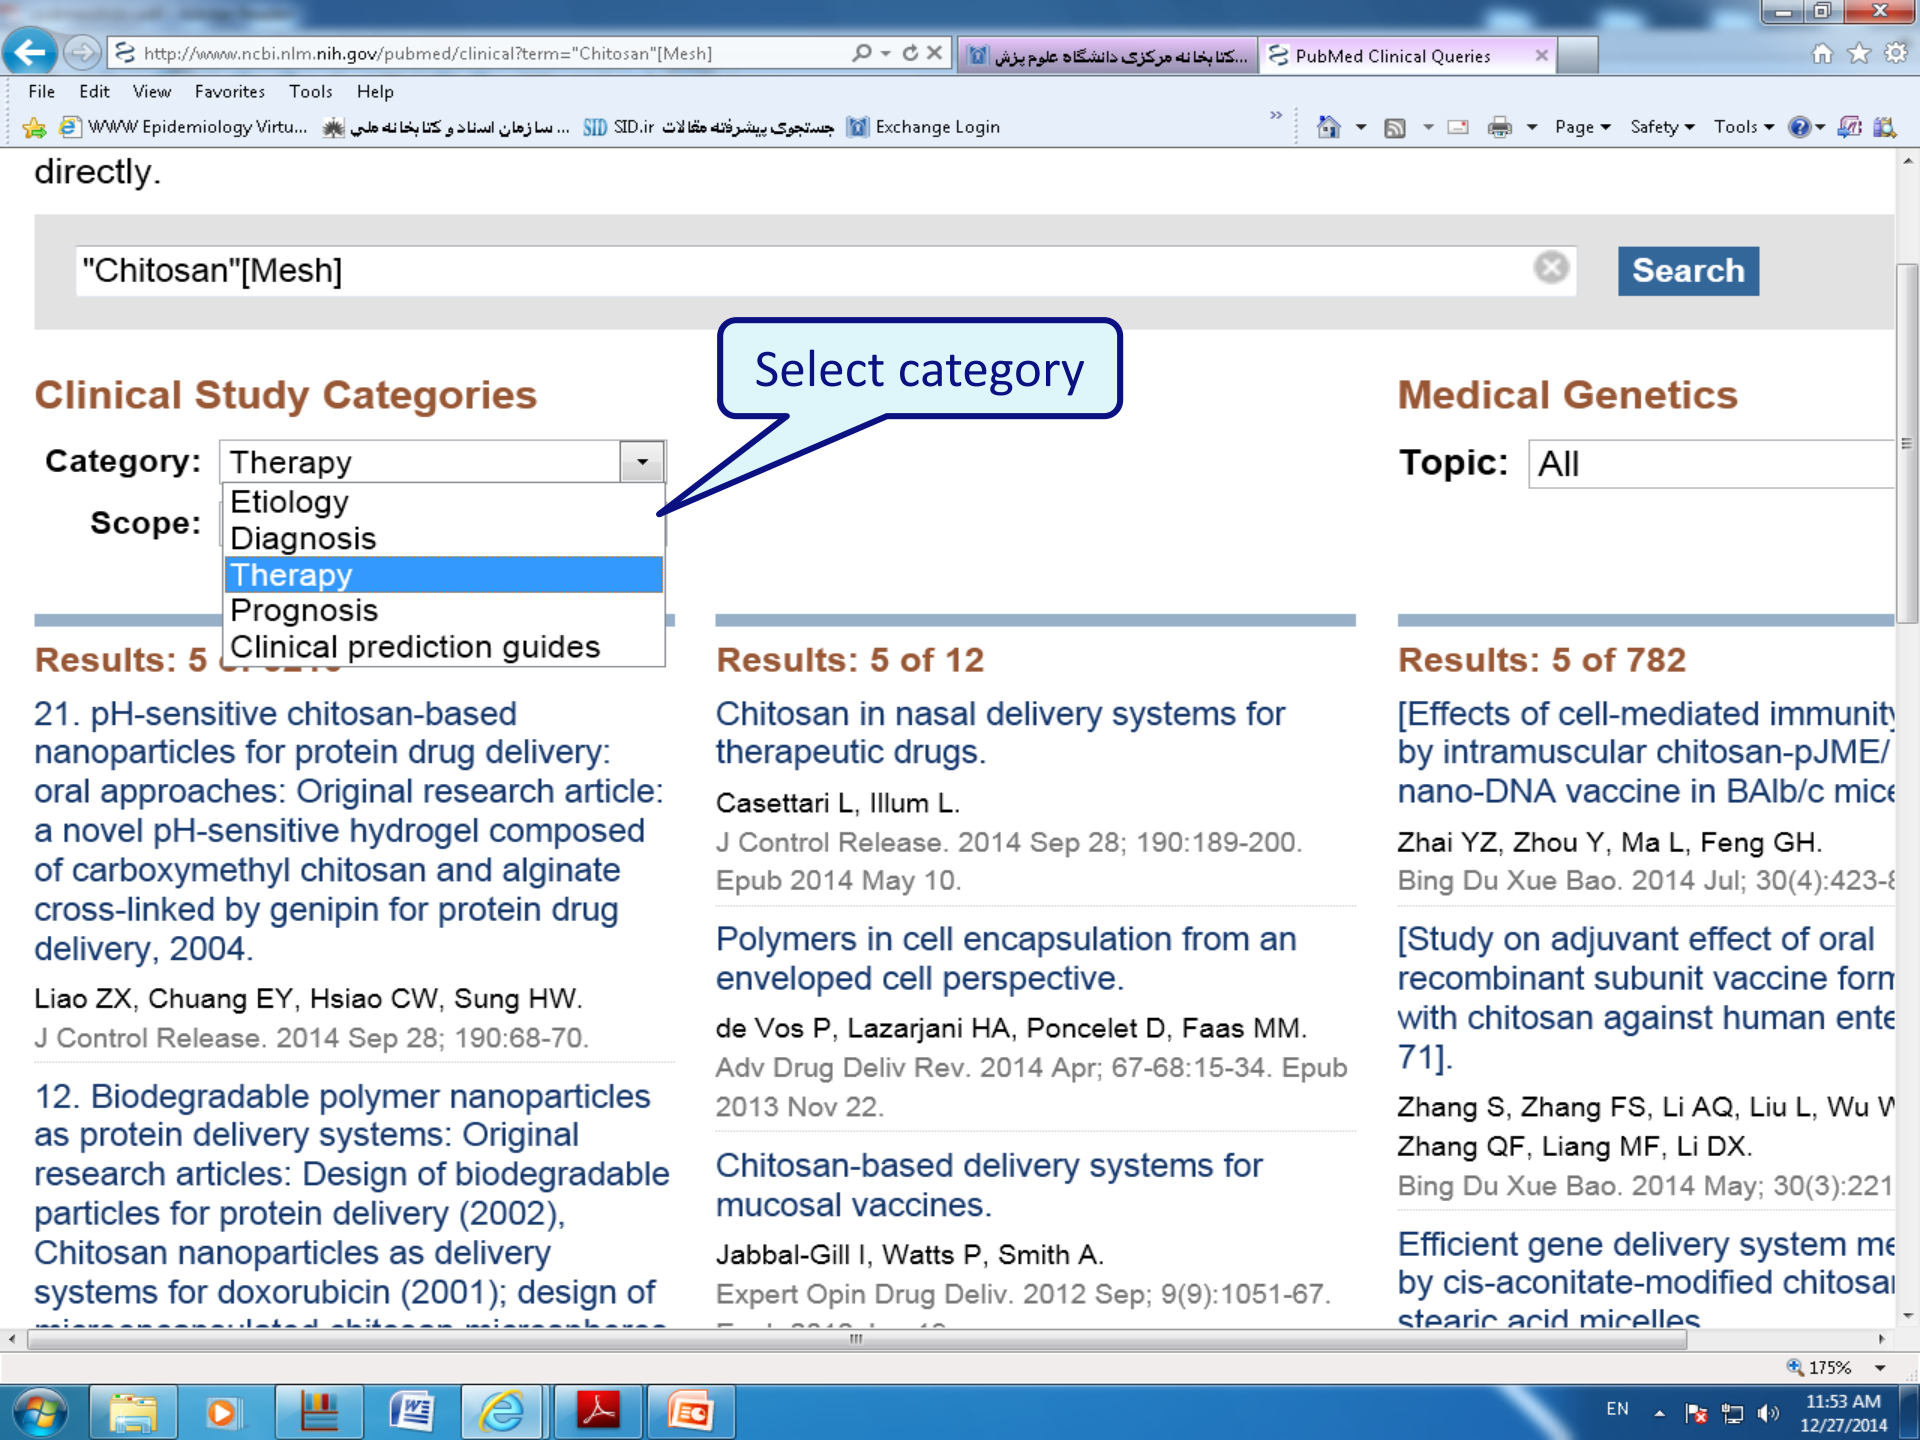 http://www.ncbi.nlm.nih.gov/pubmed/clinical?term="Chitosan"[Mesh]
کتابخانه مرکزی دانشگاه علوم پزش...
PubMed Clinical Queries
File Edit View Favorites Tools Help
WWW Epidemiology Virtu...
سازمان اسناد و کتابخانه ملی ...
SID SID.ir جستجوی پیشرفته مقالات
Exchange Login
Page Safety Tools
directly.
"Chitosan"[Mesh]
Search
Select category
Clinical Study Categories
Category: Therapy
Scope:
Etiology
Diagnosis
Therapy
Prognosis
Clinical prediction guides
Medical Genetics
Topic: All
Results: 5
21. pH-sensitive chitosan-based
nanoparticles for protein drug delivery:
oral approaches: Original research article:
a novel pH-sensitive hydrogel composed
of carboxymethyl chitosan and alginate
cross-linked by genipin for protein drug
delivery, 2004.
Liao ZX, Chuang EY, Hsiao CW, Sung HW.
J Control Release. 2014 Sep 28; 190:68-70.
12. Biodegradable polymer nanoparticles
as protein delivery systems: Original
research articles: Design of biodegradable
particles for protein delivery (2002),
Chitosan nanoparticles as delivery
systems for doxorubicin (2001); design of
Results: 5 of 12
Chitosan in nasal delivery systems for
therapeutic drugs.
Casettari L, Illum L.
J Control Release. 2014 Sep 28; 190:189-200.
Epub 2014 May 10.
Polymers in cell encapsulation from an
enveloped cell perspective.
de Vos P, Lazarjani HA, Poncelet D, Faas MM.
Adv Drug Deliv Rev. 2014 Apr; 67-68:15-34. Epub
2013 Nov 22.
Chitosan-based delivery systems for
mucosal vaccines.
Jabbal-Gill I, Watts P, Smith A.
Expert Opin Drug Deliv. 2012 Sep; 9(9):1051-67.
Results: 5 of 782
[Effects of cell-mediated immunity
by intramuscular chitosan-pJME/
nano-DNA vaccine in BAlb/c mice
Zhai YZ, Zhou Y, Ma L, Feng GH.
Bing Du Xue Bao. 2014 Jul; 30(4):423-
[Study on adjuvant effect of oral
recombinant subunit vaccine form
with chitosan against human ente
71].
Zhang S, Zhang FS, Li AQ, Liu L, Wu
Zhang QF, Liang MF, Li DX.
Bing Du Xue Bao. 2014 May; 30(3):221
Efficient gene delivery system me
by cis-aconitate-modified chitosa
stearic acid micelles
175%
EN
11:53 AM
12/27/2014